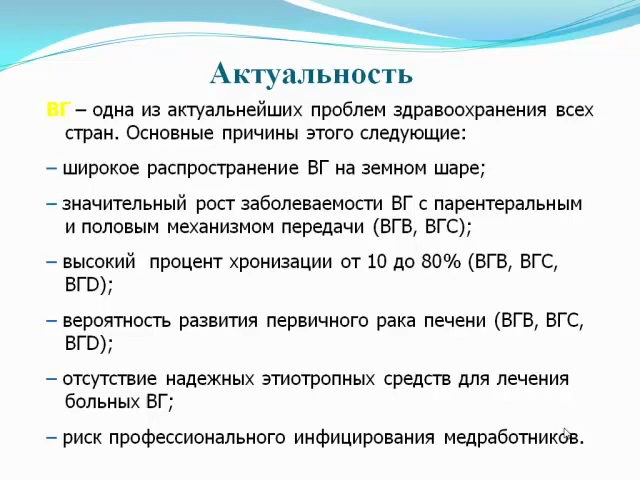 Актуальность
ВГ – одна из актуальнейших проблем здравоохранения всех
стран. Основные причины этого следующие:
– широкое распространение ВГ на земном шаре;
– значительный рост заболеваемости ВГ с парентеральным
и половым механизмом передачи (ВГВ, ВГС);
– высокий процент хронизации от 10 до 80% (ВГВ, ВГС,
ВГD);
– вероятность развития первичного рака печени (ВГВ, ВГС,
ВГD);
– отсутствие надежных этиотропных средств для лечения
больных ВГ;
– риск профессионального инфицирования медработников.